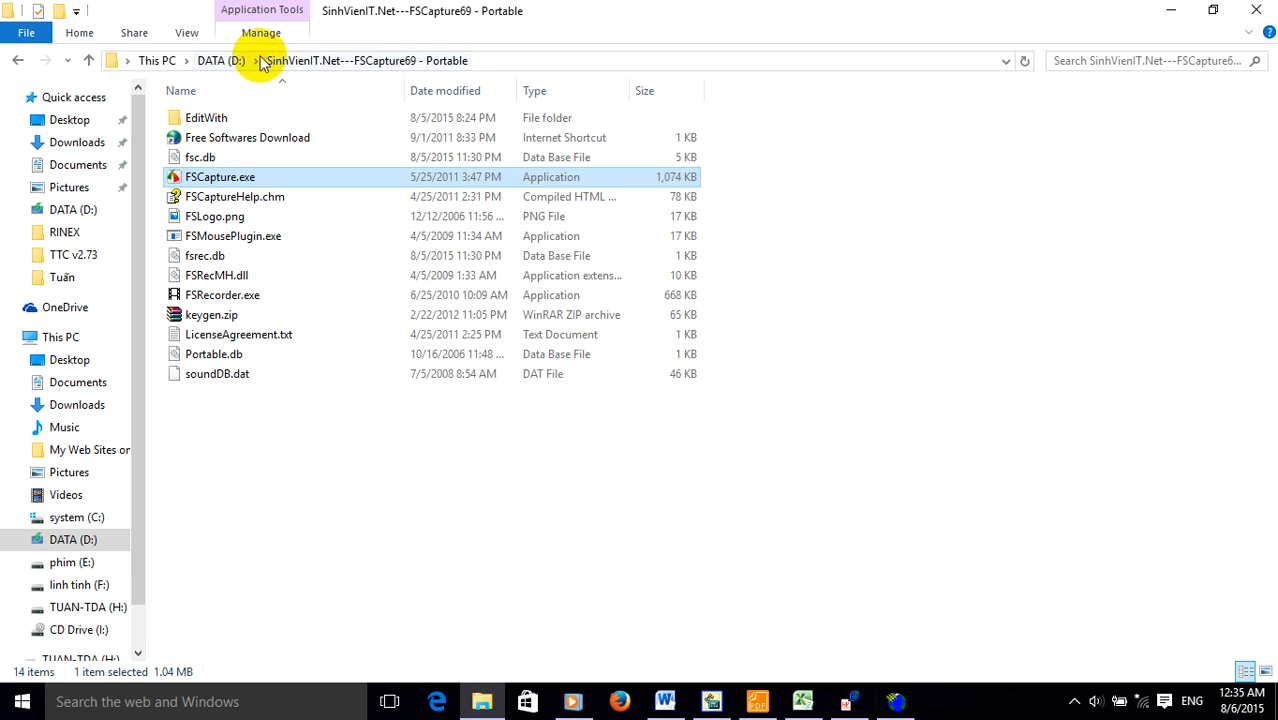 Application Tools
SinhVienIT.Net---FSCapture69 - Portable
File Home Share View Manage
This PC DATA (D:) SinhVienIT.Net---FSCapture69 - Portable
Search SinhVienIT.Net---FSCapture6...
Name Date modified Type Size
EditWith 8/5/2015 8:24 PM File folder
Free Softwares Download 9/1/2011 8:33 PM Internet Shortcut 1 KB
fsc.db 8/5/2015 11:30 PM Data Base File 5 KB
FSCapture.exe 5/25/2011 3:47 PM Application 1,074 KB
FSCaptureHelp.chm 4/25/2011 2:31 PM Compiled HTML ... 78 KB
FSLogo.png 12/12/2006 11:56 ... PNG File 17 KB
FSMousePlugin.exe 4/5/2009 11:34 AM Application 17 KB
fsrec.db 8/5/2015 11:30 PM Data Base File 1 KB
FSRecMH.dll 4/5/2009 1:33 AM Application extens... 10 KB
FSRecorder.exe 6/25/2010 10:09 AM Application 668 KB
keygen.zip 2/22/2012 11:05 PM WinRAR ZIP archive 65 KB
LicenseAgreement.txt 4/25/2011 2:25 PM Text Document 1 KB
Portable.db 10/16/2006 11:48 ... Data Base File 1 KB
soundDB.dat 7/5/2008 8:54 AM DAT File 46 KB
Quick access
Desktop
Downloads
Documents
Pictures
DATA (D:)
RINEX
TTC v2.73
Tuấn
OneDrive
This PC
Desktop
Documents
Downloads
Music
My Web Sites on
Pictures
Videos
system (C:)
DATA (D:)
phim (E:)
linh tinh (F:)
TUAN-TDA (H:)
CD Drive (I:)
TUAN-TDA (H:)
14 items 1 item selected 1.04 MB
Search the web and Windows
ENG
12:35 AM
8/6/2015